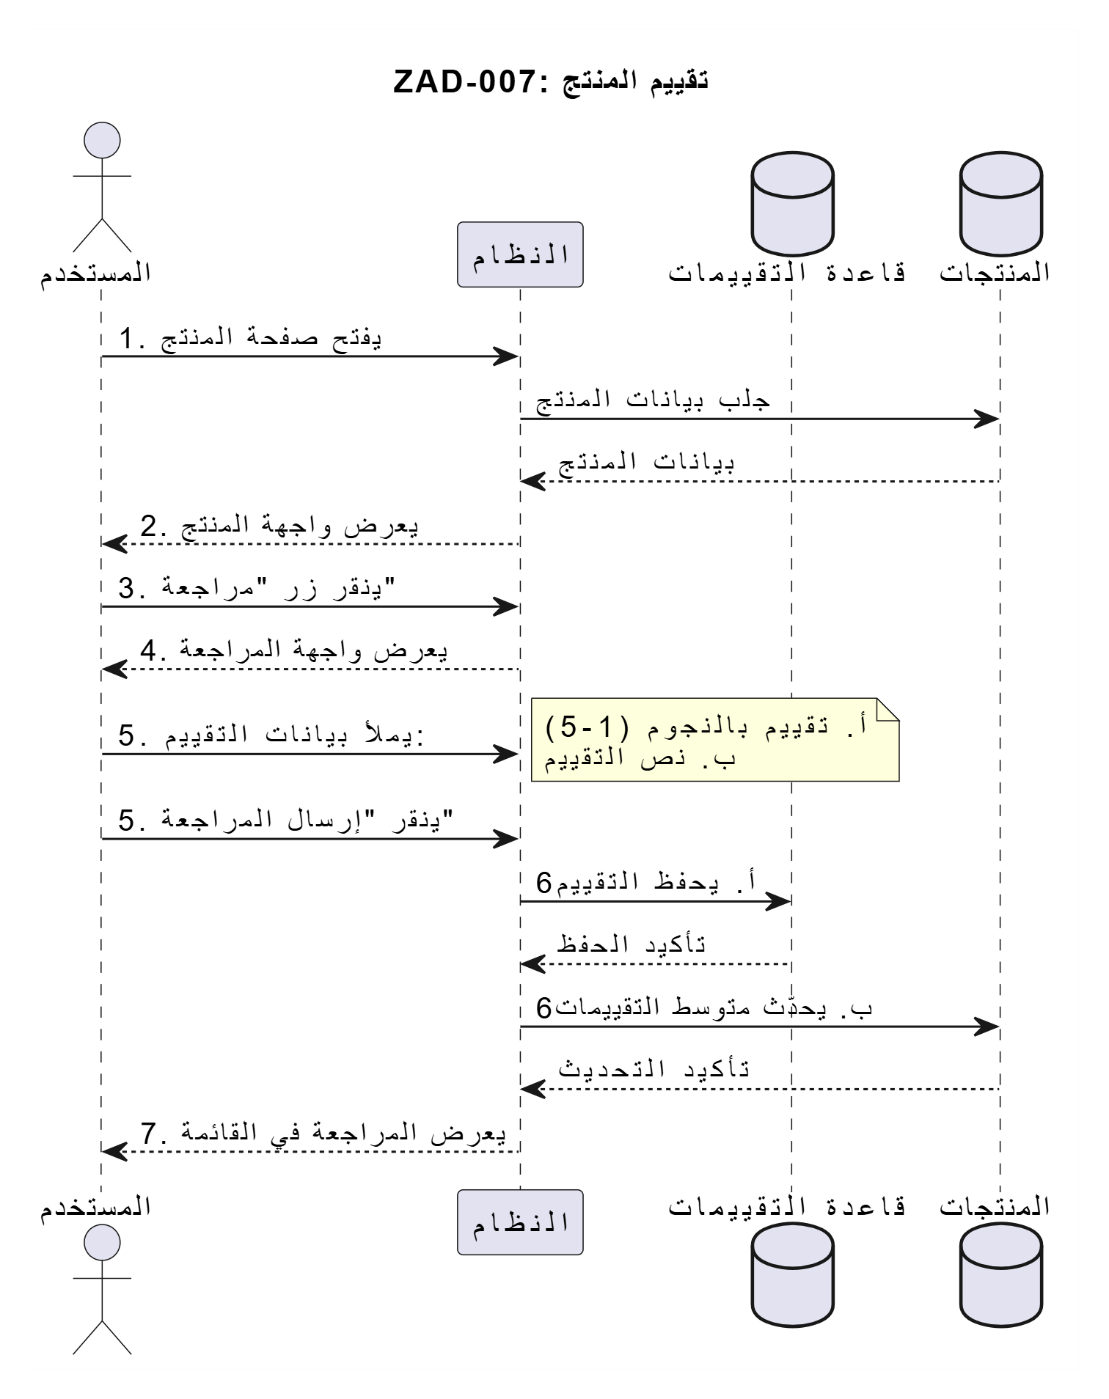 ZAD-007: تقييم المنتج
المستخدم
النظام
قاعدة التقييمات
المنتجات
1. يفتح صفحة المنتج
جلب بيانات المنتج
بيانات المنتج
2. يعرض واجهة المنتج
3. ينقر زر "مراجعة"
4. يعرض واجهة المراجعة
5. يملأ بيانات التقييم:
أ. تقييم بالنجوم (1-5)
ب. نص التقييم
5. ينقر "إرسال المراجعة"
6أ. يحفظ التقييم
تأكيد الحفظ
6ب. يحدّث متوسط التقييمات
تأكيد التحديث
7. يعرض المراجعة في القائمة
المستخدم
النظام
قاعدة التقييمات
المنتجات